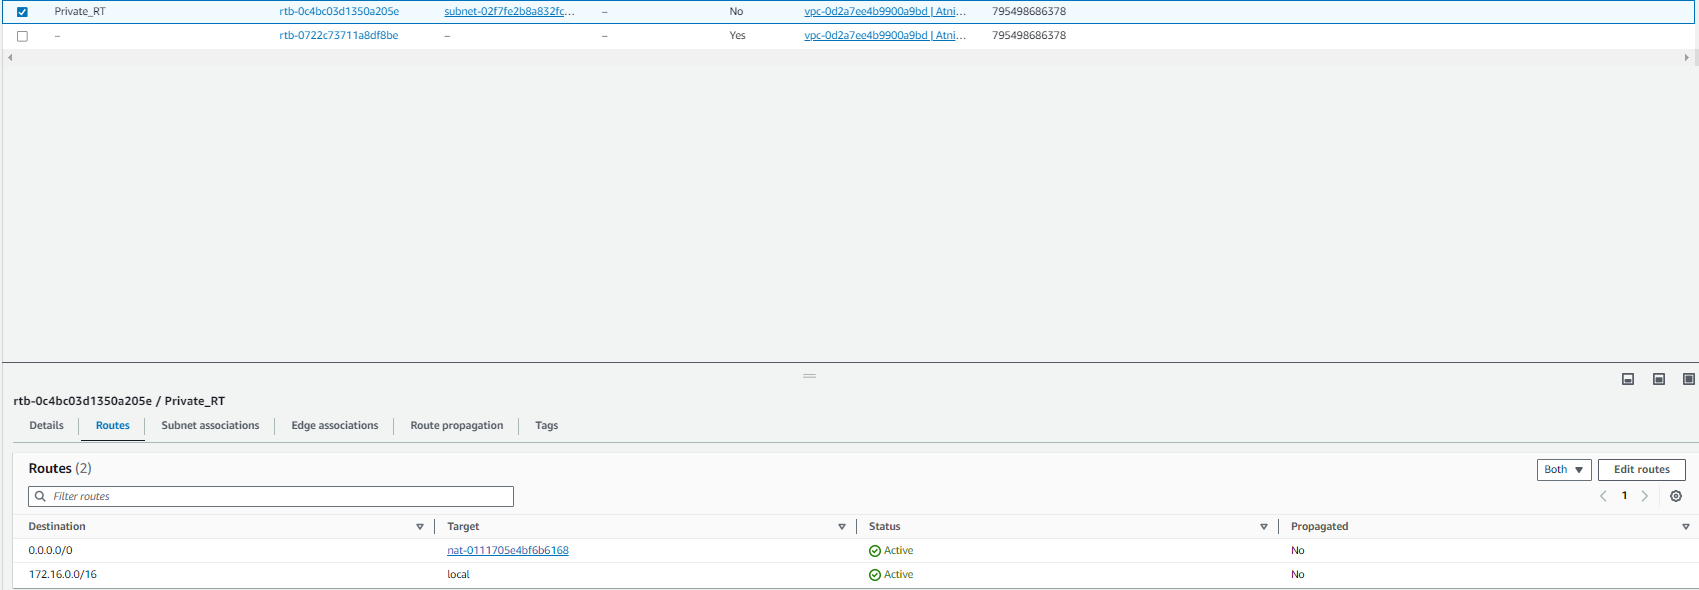 Private_RT rtb-0c4bc03d1350a205e subnet-02f7fe2b8a832fc... – No vpc-0d2a7ee4b9900a9bd | Atni... 795498686378
– rtb-0722c73711a8df8be – – Yes vpc-0d2a7ee4b9900a9bd | Atni... 795498686378
rtb-0c4bc03d1350a205e / Private_RT
Details Routes Subnet associations Edge associations Route propagation Tags
Routes (2) Both Edit routes
Filter routes 1
Destination Target Status Propagated
0.0.0.0/0 nat-0111705e4bf6b6168 Active No
172.16.0.0/16 local Active No